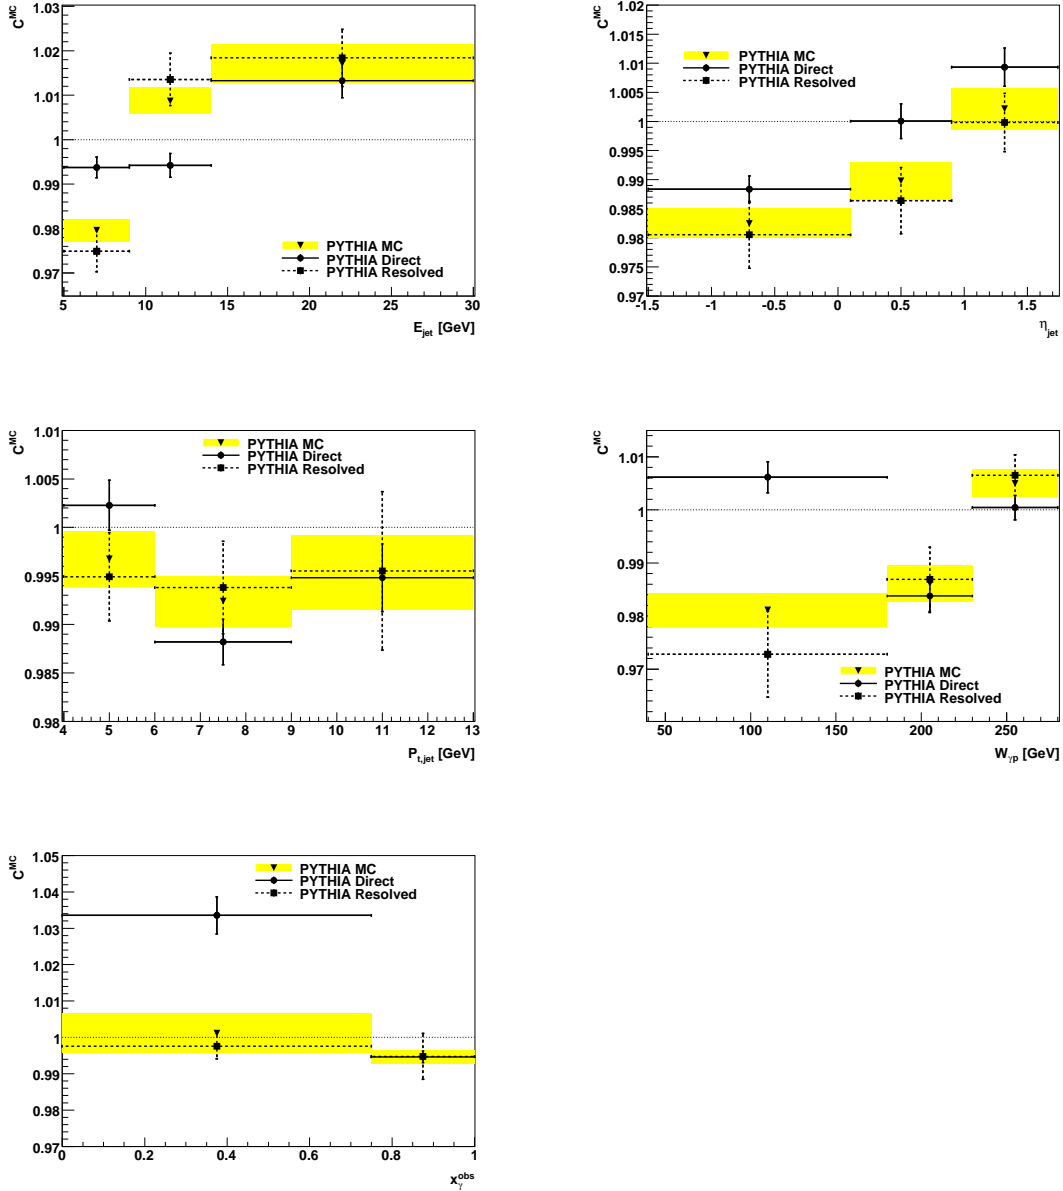 C^MC
1.03
1.02
1.01
1
0.99
0.98
0.97
PYTHIA MC
PYTHIA Direct
PYTHIA Resolved
5 10 15 20 25 30
E_jet [GeV]
C^MC
1.02
1.015
1.01
1.005
1
0.995
0.99
0.985
0.98
0.975
0.97
PYTHIA MC
PYTHIA Direct
PYTHIA Resolved
-1.5 -1 -0.5 0 0.5 1 1.5
η_jet
C^MC
1.01
1.005
1
0.995
0.99
0.985
0.98
PYTHIA MC
PYTHIA Direct
PYTHIA Resolved
4 5 6 7 8 9 10 11 12 13
P_t,jet [GeV]
C^MC
1.01
1
0.99
0.98
0.97
PYTHIA MC
PYTHIA Direct
PYTHIA Resolved
50 100 150 200 250
W_γp [GeV]
C^MC
1.05
1.04
1.03
1.02
1.01
1
0.99
0.98
0.97
PYTHIA MC
PYTHIA Direct
PYTHIA Resolved
0 0.2 0.4 0.6 0.8 1
x_γ^obs